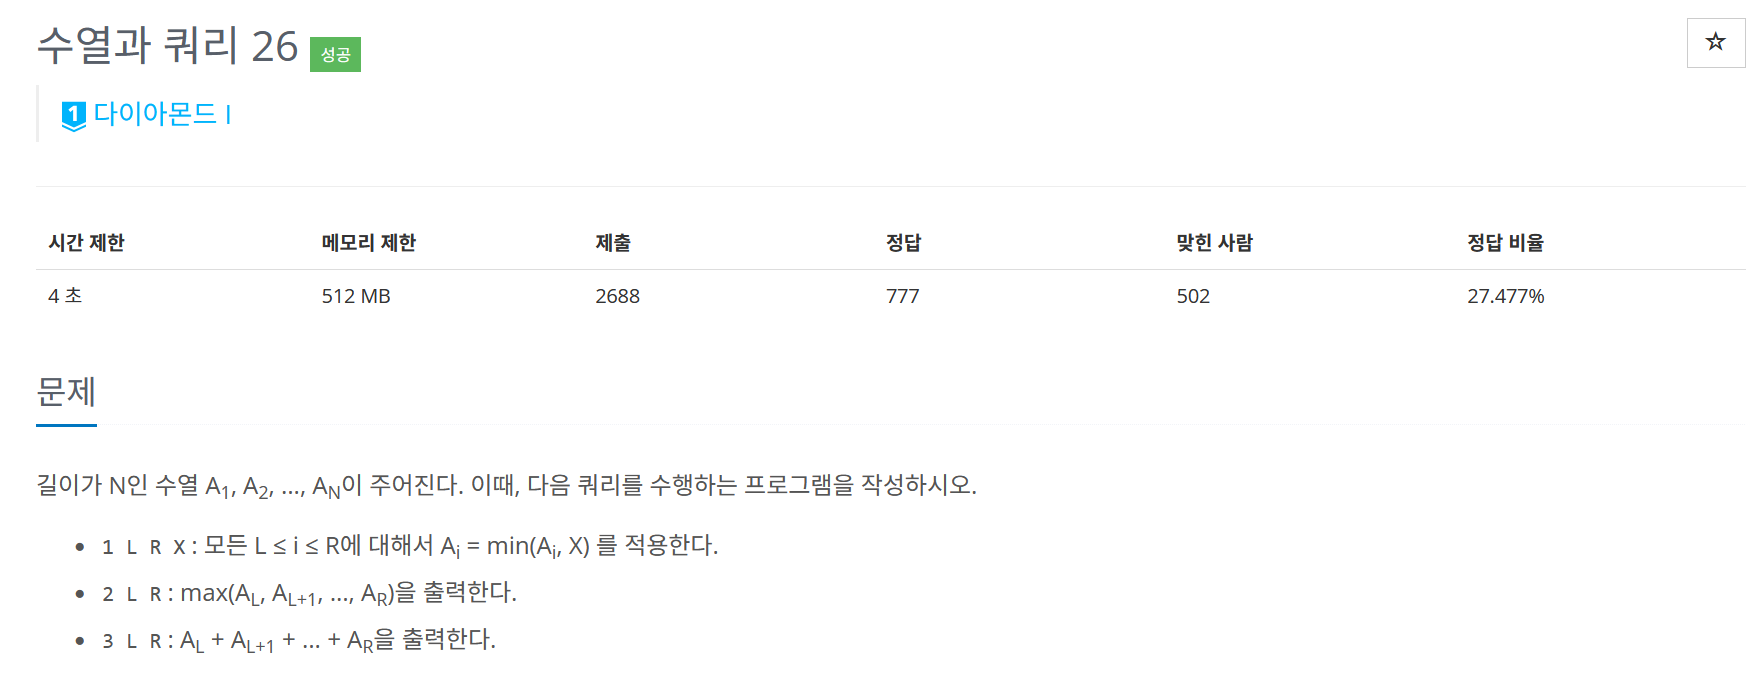 수열과 쿼리 26 성공
1 다이아몬드 I
시간 제한 메모리 제한 제출 정답 맞힌 사람 정답 비율
4 초 512 MB 2688 777 502 27.477%
문제
길이가 N인 수열 A1, A2, ..., AN이 주어진다. 이때, 다음 쿼리를 수행하는 프로그램을 작성하시오.
• 1 L R X : 모든 L ≤ i ≤ R에 대해서 Ai = min(Ai, X) 를 적용한다.
• 2 L R : max(AL, AL+1, ..., AR)을 출력한다.
• 3 L R : AL + AL+1 + ... + AR을 출력한다.